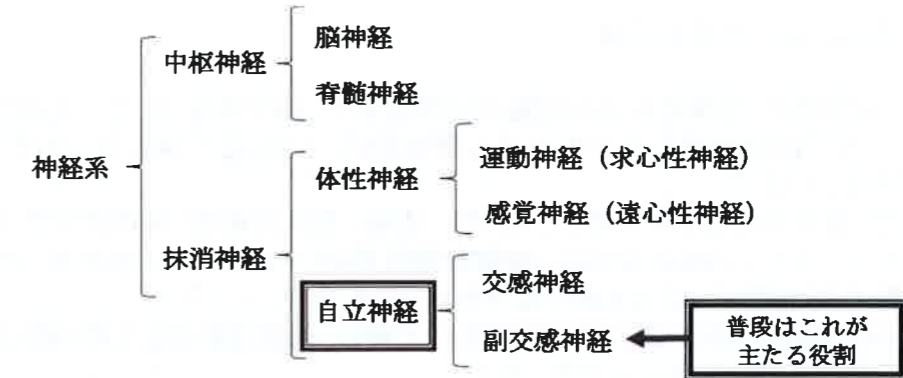 脳神経
中枢神経
脊髄神経
神経系
運動神経（求心性神経）
体性神経
感覚神経（遠心性神経）
抹消神経
交感神経
自立神経
副交感神経
普段はこれが
主たる役割